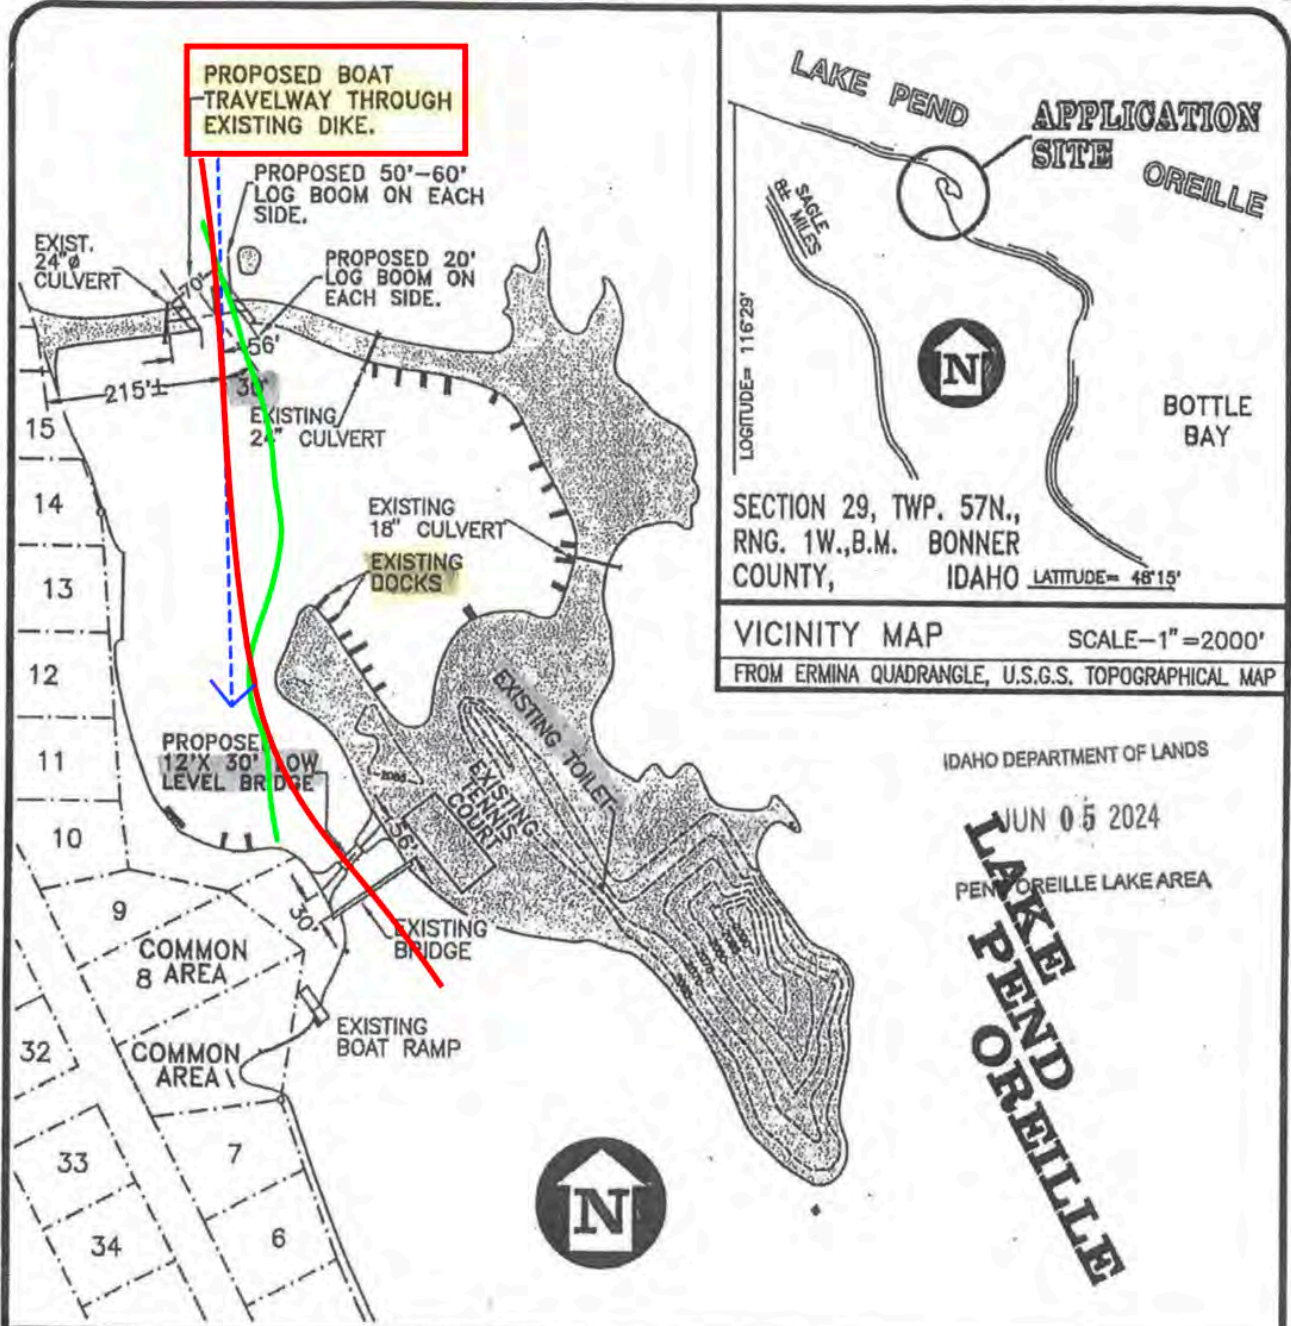 PROPOSED BOAT
TRAVELWAY THROUGH
EXISTING DIKE.
PROPOSED 50'-60'
LOG BOOM ON EACH
SIDE.
EXIST.
24"Ø
CULVERT
PROPOSED 20'
LOG BOOM ON
EACH SIDE.
70'
56'
215'±
30'
EXISTING
24" CULVERT
15
14
13
12
11
10
9
8
7
6
32
33
34
EXISTING
18" CULVERT
EXISTING
DOCKS
PROPOSED
12'X 30' LOW
LEVEL BRIDGE
EXISTING TOILET
EXISTING
TENNIS
COURT
56'
30'
EXISTING
BRIDGE
COMMON
AREA
EXISTING
BOAT RAMP
COMMON
AREA
N
LAKE PEND
OREILLE
APPLICATION
SITE
SAGLE
8± MILES
LOGITUDE= 116°29'
N
BOTTLE
BAY
SECTION 29, TWP. 57N.,
RNG. 1W.,B.M. BONNER
COUNTY, IDAHO
LATITUDE= 48°15'
VICINITY MAP SCALE-1"=2000'
FROM ERMINA QUADRANGLE, U.S.G.S. TOPOGRAPHICAL MAP
IDAHO DEPARTMENT OF LANDS
JUN 05 2024
PEND OREILLE LAKE AREA
LAKE
PEND
OREILLE